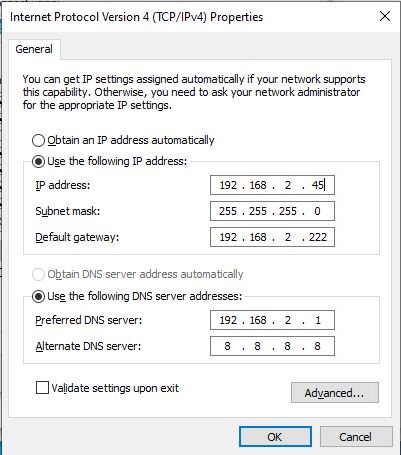 Internet Protocol Version 4 (TCP/IPv4) Properties
General
You can get IP settings assigned automatically if your network supports
this capability. Otherwise, you need to ask your network administrator
for the appropriate IP settings.
Obtain an IP address automatically
Use the following IP address:
IP address: 192 . 168 . 2 . 45
Subnet mask: 255 . 255 . 255 . 0
Default gateway: 192 . 168 . 2 . 222
Obtain DNS server address automatically
Use the following DNS server addresses:
Preferred DNS server: 192 . 168 . 2 . 1
Alternate DNS server: 8 . 8 . 8 . 8
Validate settings upon exit
Advanced...
OK Cancel